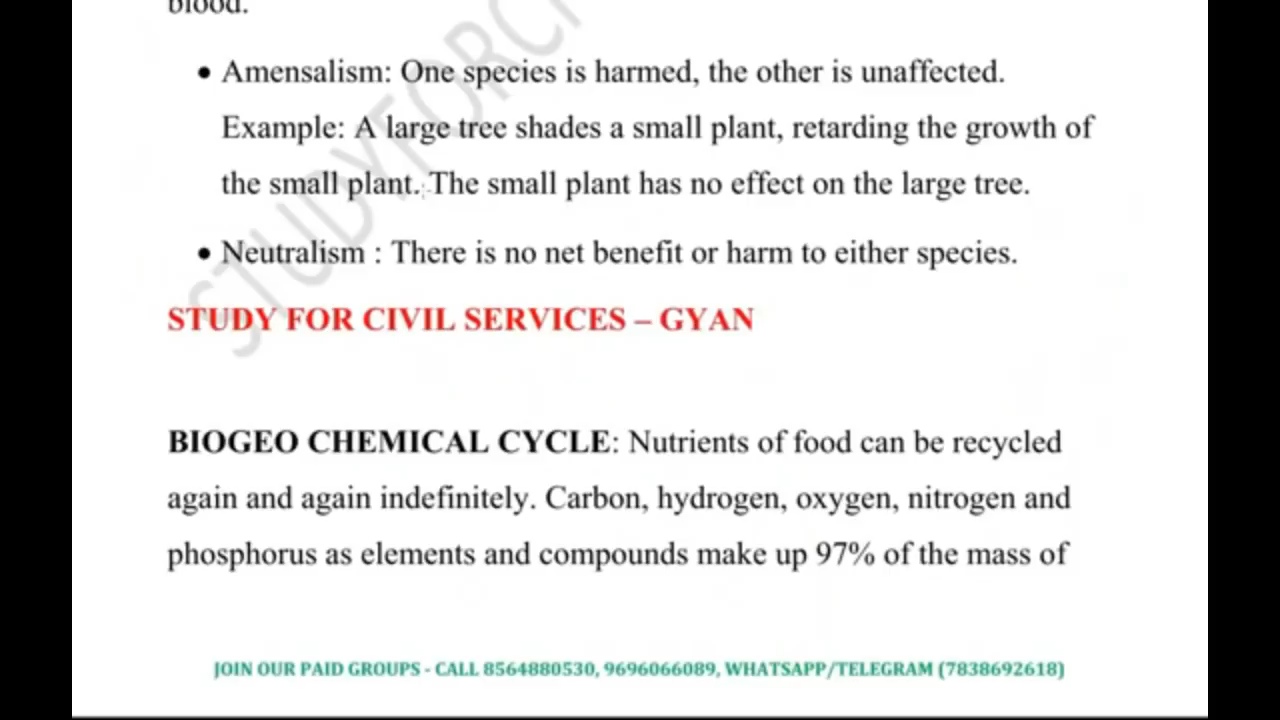 blood.
• Amensalism: One species is harmed, the other is unaffected.
Example: A large tree shades a small plant, retarding the growth of
the small plant. The small plant has no effect on the large tree.
• Neutralism : There is no net benefit or harm to either species.
STUDY FOR CIVIL SERVICES – GYAN
BIOGEO CHEMICAL CYCLE: Nutrients of food can be recycled
again and again indefinitely. Carbon, hydrogen, oxygen, nitrogen and
phosphorus as elements and compounds make up 97% of the mass of
JOIN OUR PAID GROUPS - CALL 8564880530, 9696066089, WHATSAPP/TELEGRAM (7838692618)
STUDYFORCI